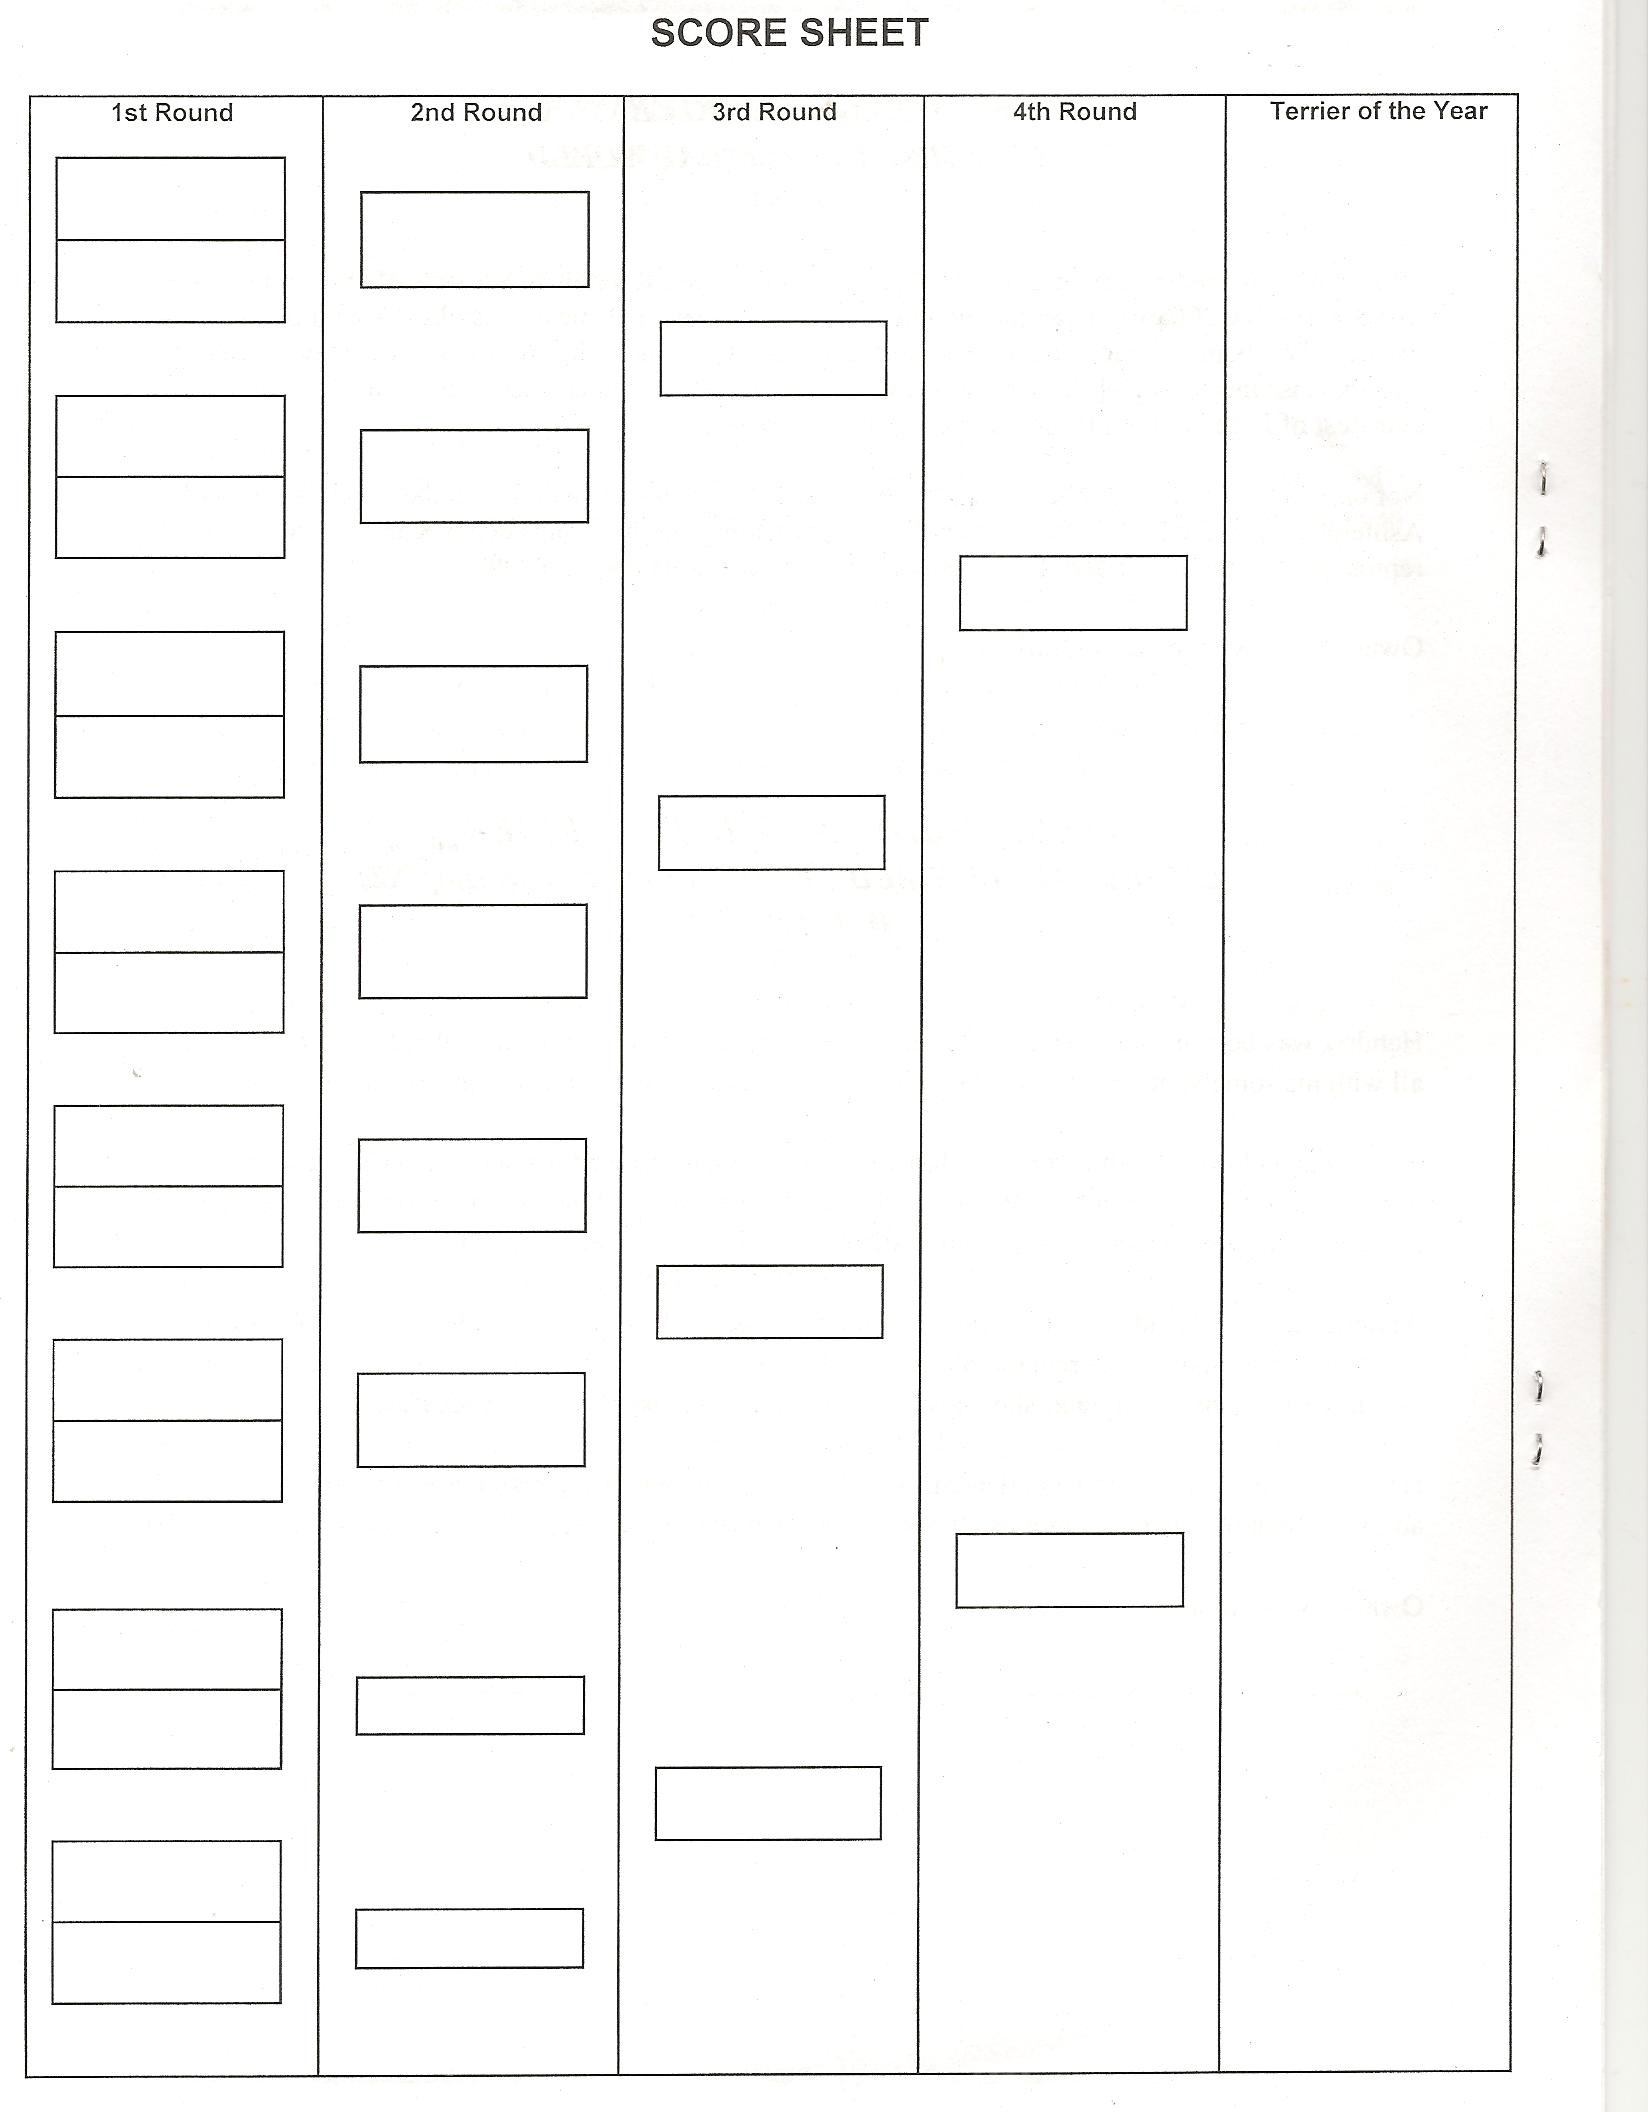 SCORE SHEET
1st Round 2nd Round 3rd Round 4th Round Terrier of the Year